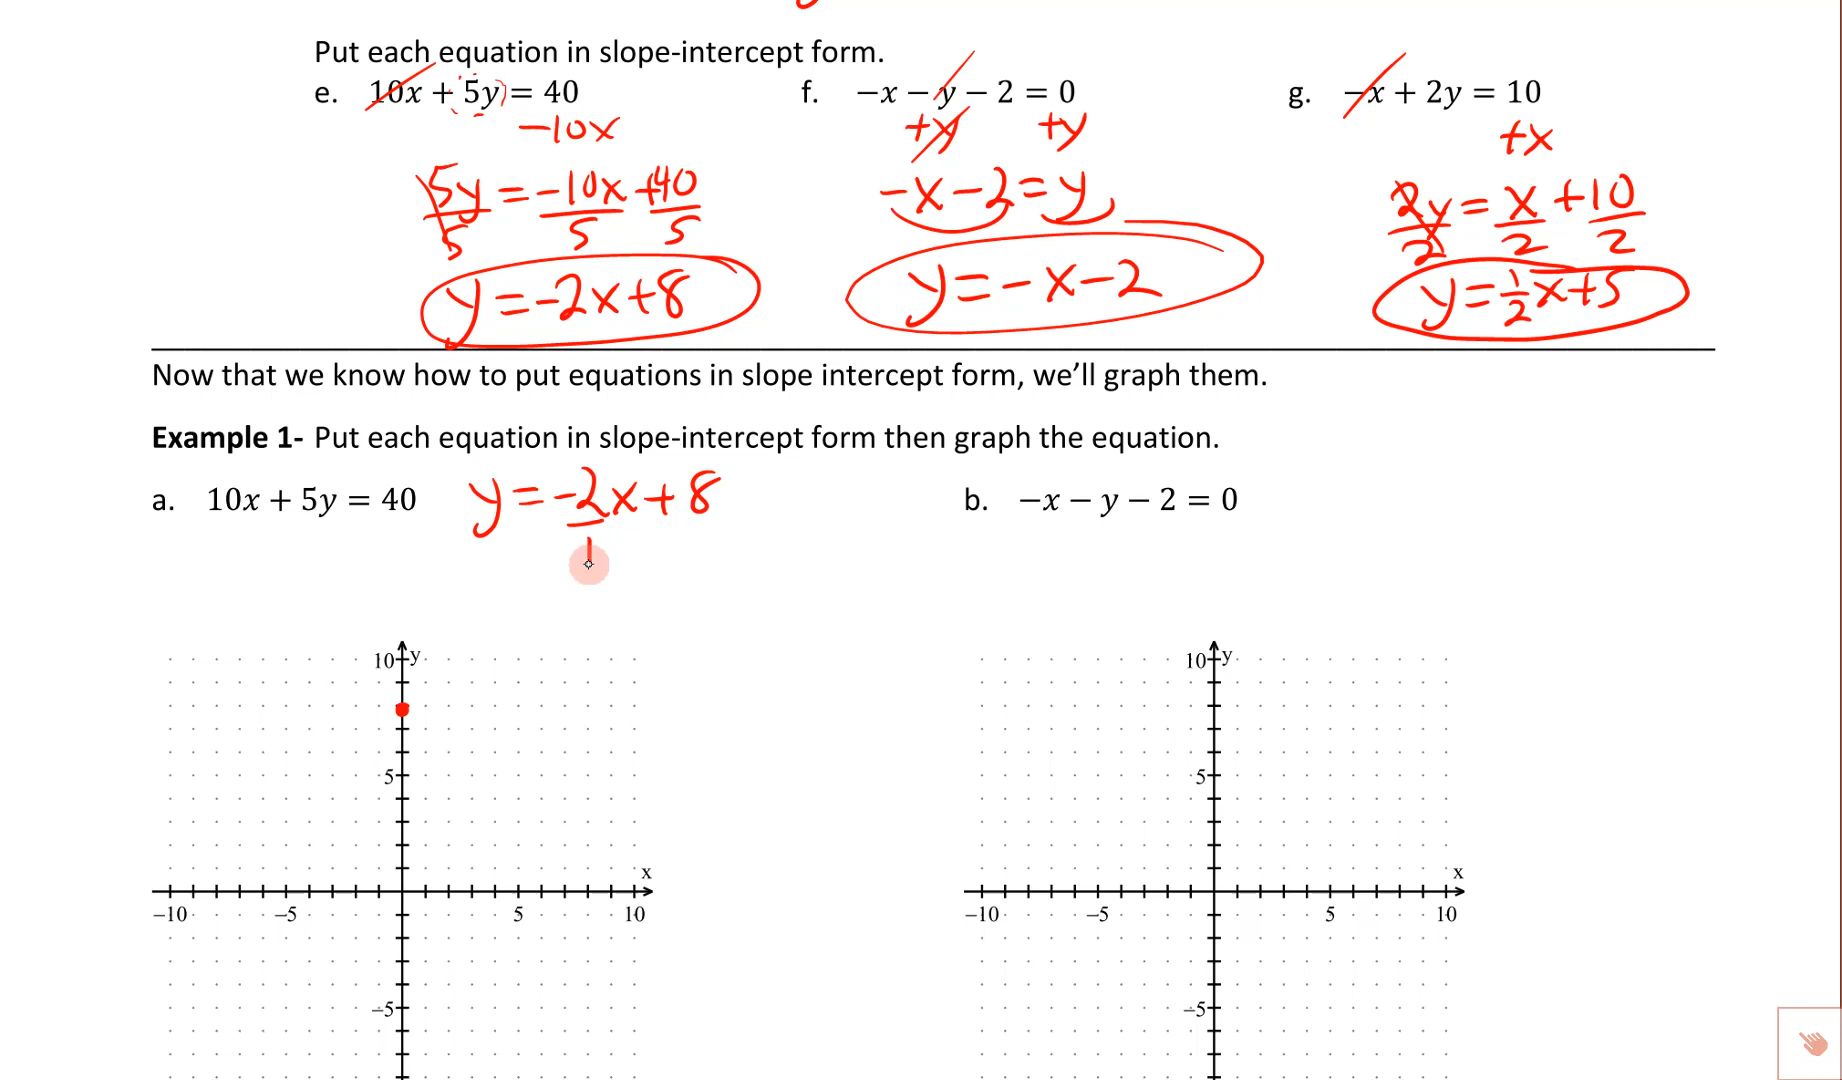 Put each equation in slope-intercept form.
e. 10x + 5y = 40 f. −x − y − 2 = 0 g. −x + 2y = 10
−10x +y +y +x
5y = −10x +40 −x − 2 = y 2y = x + 10
5 5 5 2 2 2
y = −2x + 8 y = −x − 2 y = 1/2 x + 5
Now that we know how to put equations in slope intercept form, we’ll graph them.
Example 1- Put each equation in slope-intercept form then graph the equation.
a. 10x + 5y = 40 y = −2x + 8 b. −x − y − 2 = 0
1
10 y 10 y
5 5
x x
−10 −5 5 10 −10 −5 5 10
−5 −5